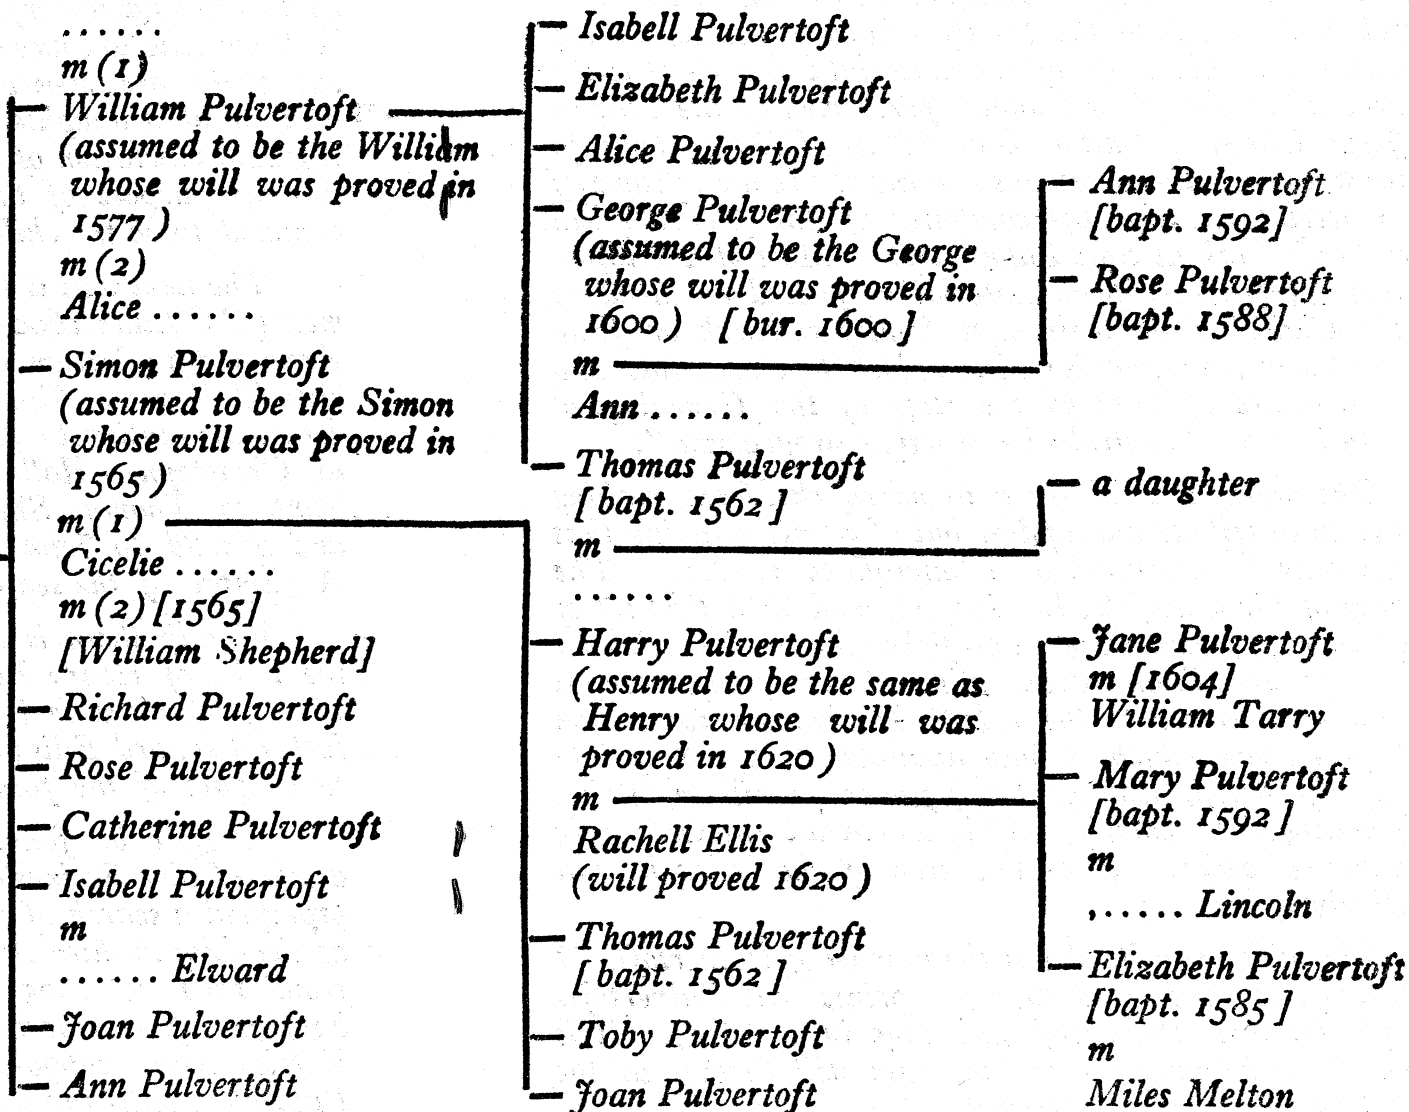 ......
m (1)
William Pulvertoft
(assumed to be the William
whose will was proved in
1577)
m (2)
Alice ......
Simon Pulvertoft
(assumed to be the Simon
whose will was proved in
1565)
m (1)
Cicelie ......
m (2) [1565]
[William Shepherd]
Richard Pulvertoft
Rose Pulvertoft
Catherine Pulvertoft
Isabell Pulvertoft
m
...... Elward
Joan Pulvertoft
Ann Pulvertoft
Isabell Pulvertoft
Elizabeth Pulvertoft
Alice Pulvertoft
George Pulvertoft
(assumed to be the George
whose will was proved in
1600) [bur. 1600]
m
Ann ......
Thomas Pulvertoft
[bapt. 1562]
m
......
Harry Pulvertoft
(assumed to be the same as
Henry whose will was
proved in 1620)
m
Rachell Ellis
(will proved 1620)
Thomas Pulvertoft
[bapt. 1562]
Toby Pulvertoft
Joan Pulvertoft
Ann Pulvertoft
[bapt. 1592]
Rose Pulvertoft
[bapt. 1588]
a daughter
Jane Pulvertoft
m [1604]
William Tarry
Mary Pulvertoft
[bapt. 1592]
m
,..... Lincoln
Elizabeth Pulvertoft
[bapt. 1585]
m
Miles Melton